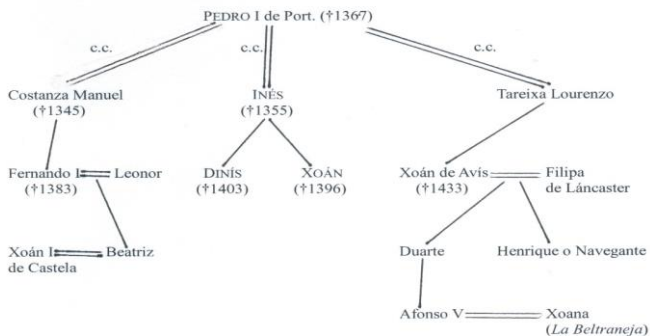 PEDRO I de Port. (†1367)
c.c. c.c. c.c.
Costanza Manuel INÉS Tareixa Lourenzo
(†1345) (†1355)
Fernando I Leonor DINÍS XOÁN Xoán de Avís Filipa
(†1383) (†1403) (†1396) (†1433) de Láncaster
Xoán I Beatriz Duarte Henrique o Navegante
de Castela
Afonso V Xoana
(La Beltraneja)